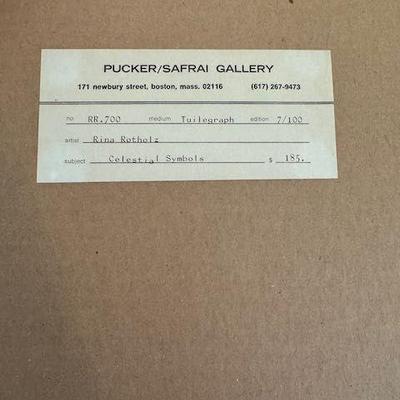 PUCKER/SAFRAI GALLERY
171 newbury street, boston, mass. 02116 (617) 267-9473
no. RR.700 medium Tuilegraph edition 7/100
artist Rina Rotholz
subject Celestial Symbols $ 185.